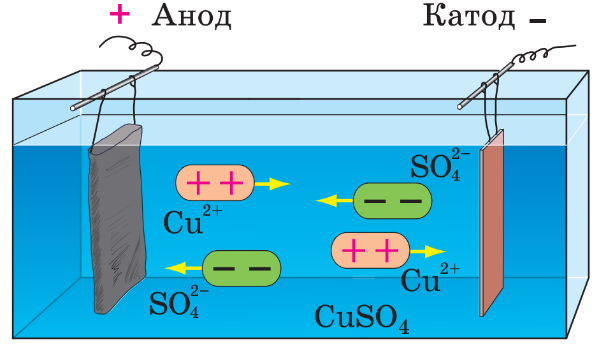 + Анод
Катод −
SO₄²⁻
+ +
− −
Cu²⁺
+ +
− −
Cu²⁺
SO₄²⁻
CuSO₄